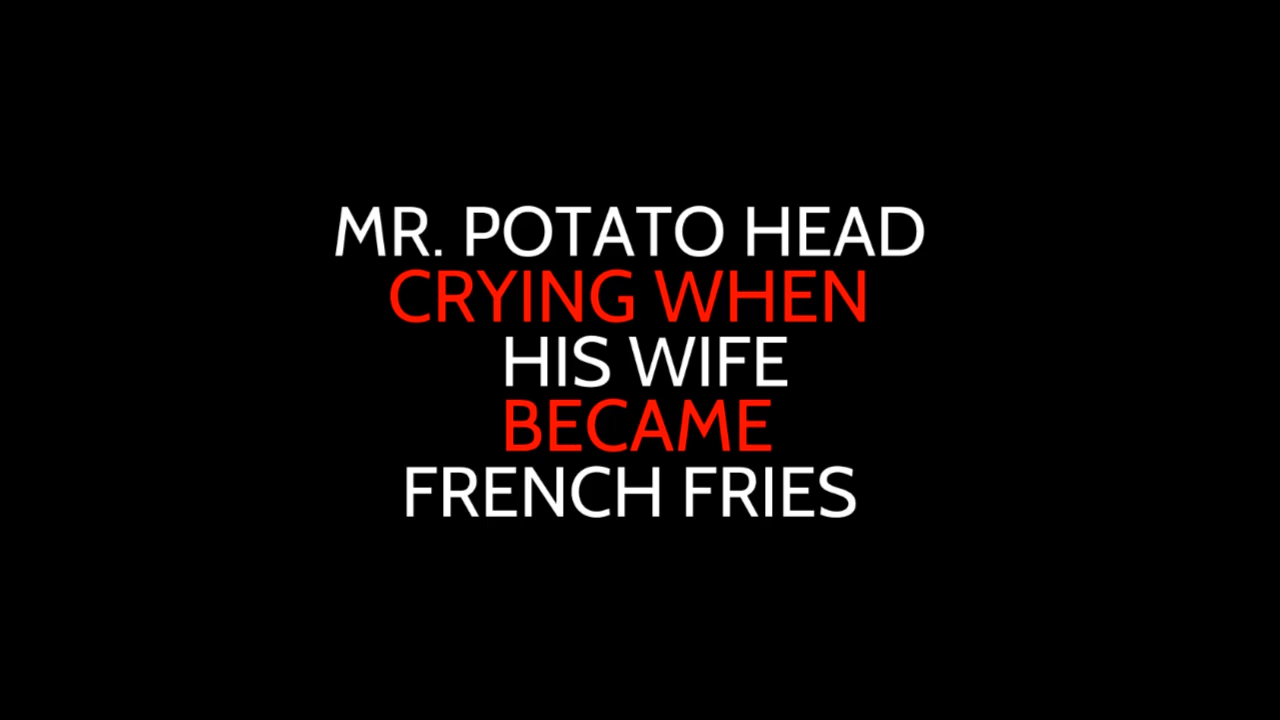 MR. POTATO HEAD
CRYING WHEN
HIS WIFE
BECAME
FRENCH FRIES